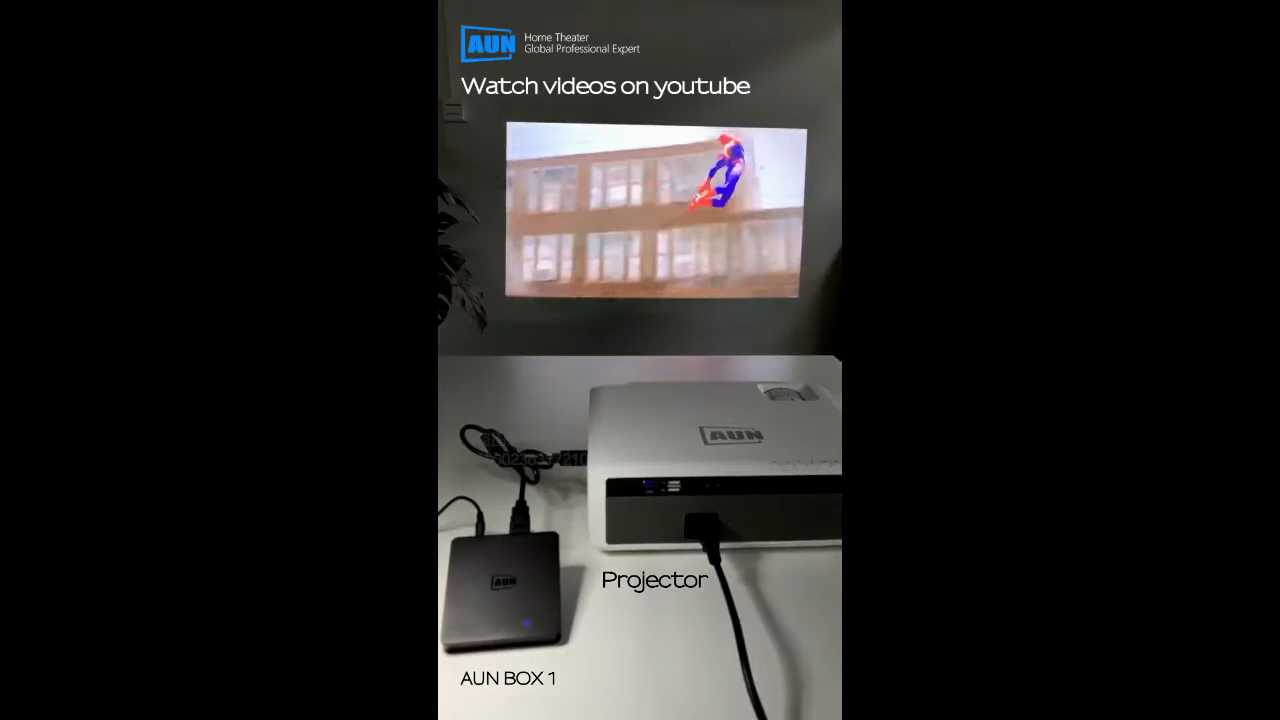 AUN
Home Theater
Global Professional Expert
Watch videos on youtube
AUN
AUN
Projector
AUN BOX 1